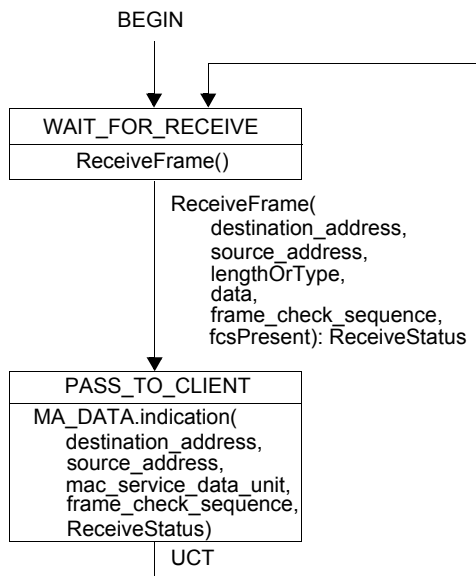 BEGIN
WAIT_FOR_RECEIVE
ReceiveFrame()
ReceiveFrame(
destination_address,
source_address,
lengthOrType,
data,
frame_check_sequence,
fcsPresent): ReceiveStatus
PASS_TO_CLIENT
MA_DATA.indication(
destination_address,
source_address,
mac_service_data_unit,
frame_check_sequence,
ReceiveStatus)
UCT